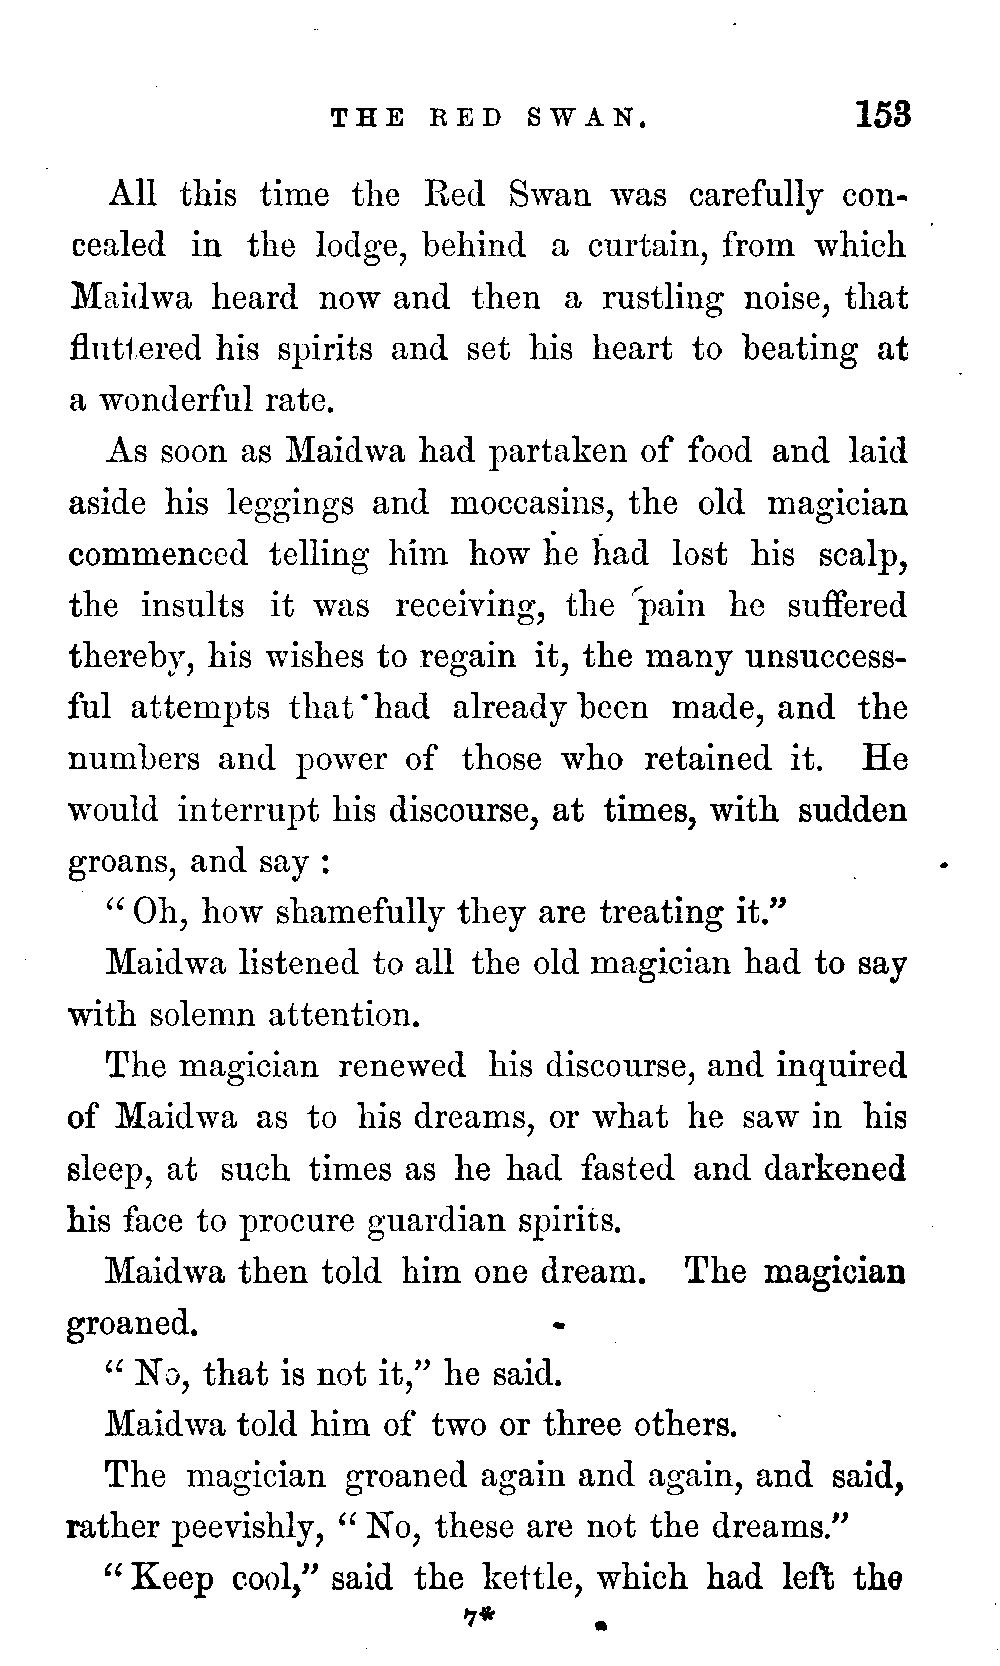 THE RED SWAN. 153
All this time the Red Swan was carefully con-
cealed in the lodge, behind a curtain, from which
Maidwa heard now and then a rustling noise, that
fluttered his spirits and set his heart to beating at
a wonderful rate.
As soon as Maidwa had partaken of food and laid
aside his leggings and moccasins, the old magician
commenced telling him how he had lost his scalp,
the insults it was receiving, the pain he suffered
thereby, his wishes to regain it, the many unsuccess-
ful attempts that had already been made, and the
numbers and power of those who retained it. He
would interrupt his discourse, at times, with sudden
groans, and say :
“ Oh, how shamefully they are treating it.”
Maidwa listened to all the old magician had to say
with solemn attention.
The magician renewed his discourse, and inquired
of Maidwa as to his dreams, or what he saw in his
sleep, at such times as he had fasted and darkened
his face to procure guardian spirits.
Maidwa then told him one dream. The magician
groaned.
“ No, that is not it,” he said.
Maidwa told him of two or three others.
The magician groaned again and again, and said,
rather peevishly, “ No, these are not the dreams.”
“ Keep cool,” said the kettle, which had left the
7*